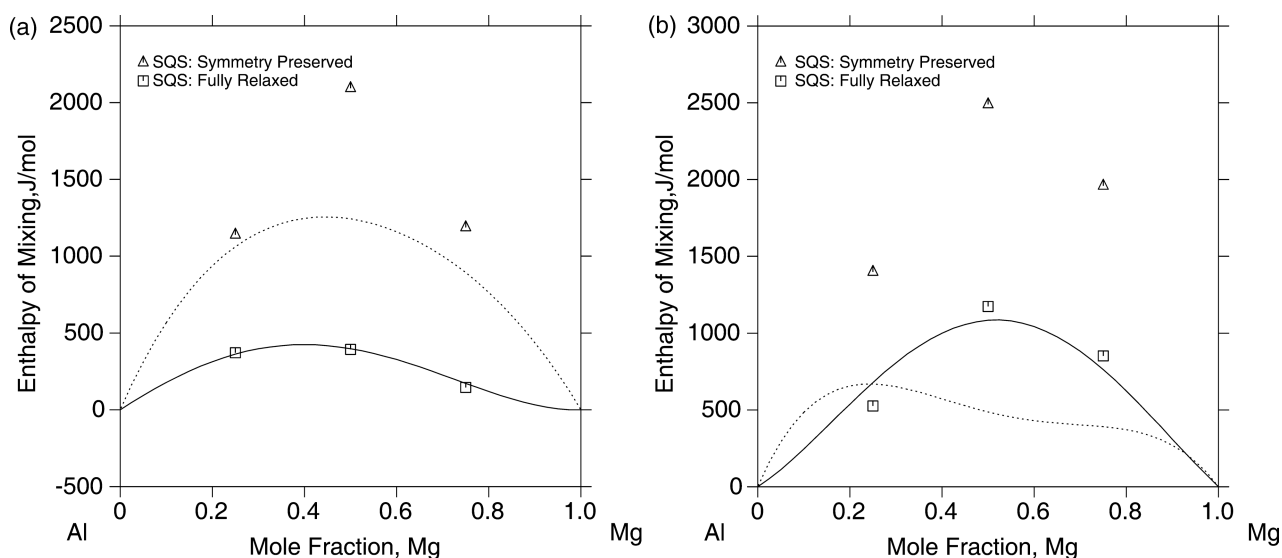 (a)
2500
2000
1500
1000
500
0
-500
Enthalpy of Mixing,J/mol
SQS: Symmetry Preserved
SQS: Fully Relaxed
0 0.2 0.4 0.6 0.8 1.0
Al Mg
Mole Fraction, Mg
(b)
3000
2500
2000
1500
1000
500
0
Enthalpy of Mixing,J/mol
SQS: Symmetry Preserved
SQS: Fully Relaxed
0 0.2 0.4 0.6 0.8 1.0
Al Mg
Mole Fraction, Mg